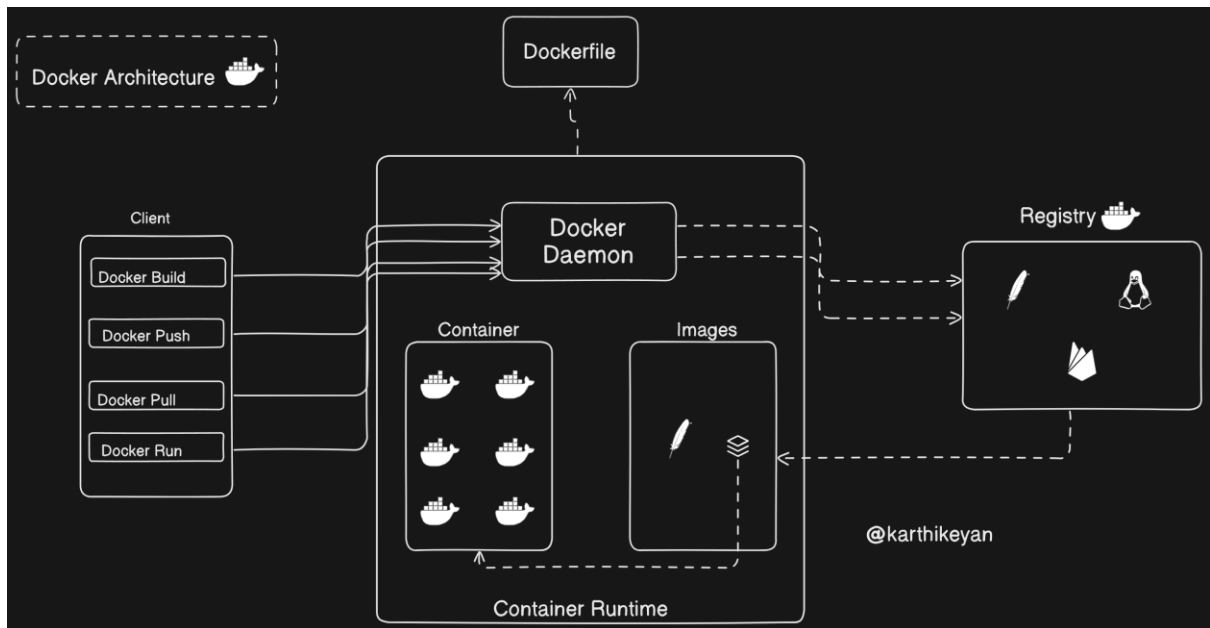 Docker Architecture
Dockerfile
Client
Docker Build
Docker Push
Docker Pull
Docker Run
Docker
Daemon
Container
Images
Container Runtime
Registry
@karthikeyan